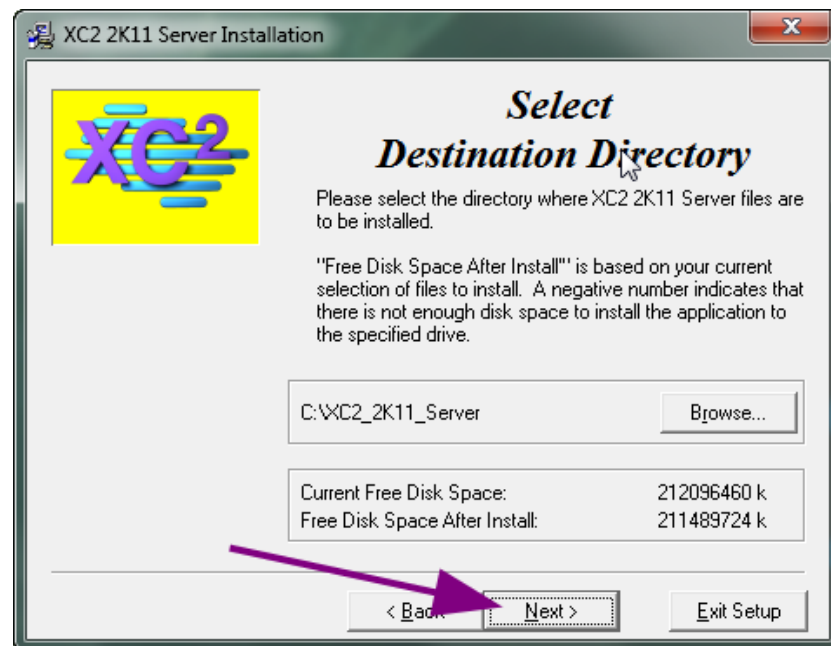 XC2 2K11 Server Installation
XC2
Select
Destination Directory
Please select the directory where XC2 2K11 Server files are
to be installed.
"Free Disk Space After Install"' is based on your current
selection of files to install. A negative number indicates that
there is not enough disk space to install the application to
the specified drive.
C:\XC2_2K11_Server
Browse...
Current Free Disk Space: 212096460 k
Free Disk Space After Install: 211489724 k
< Back
Next >
Exit Setup